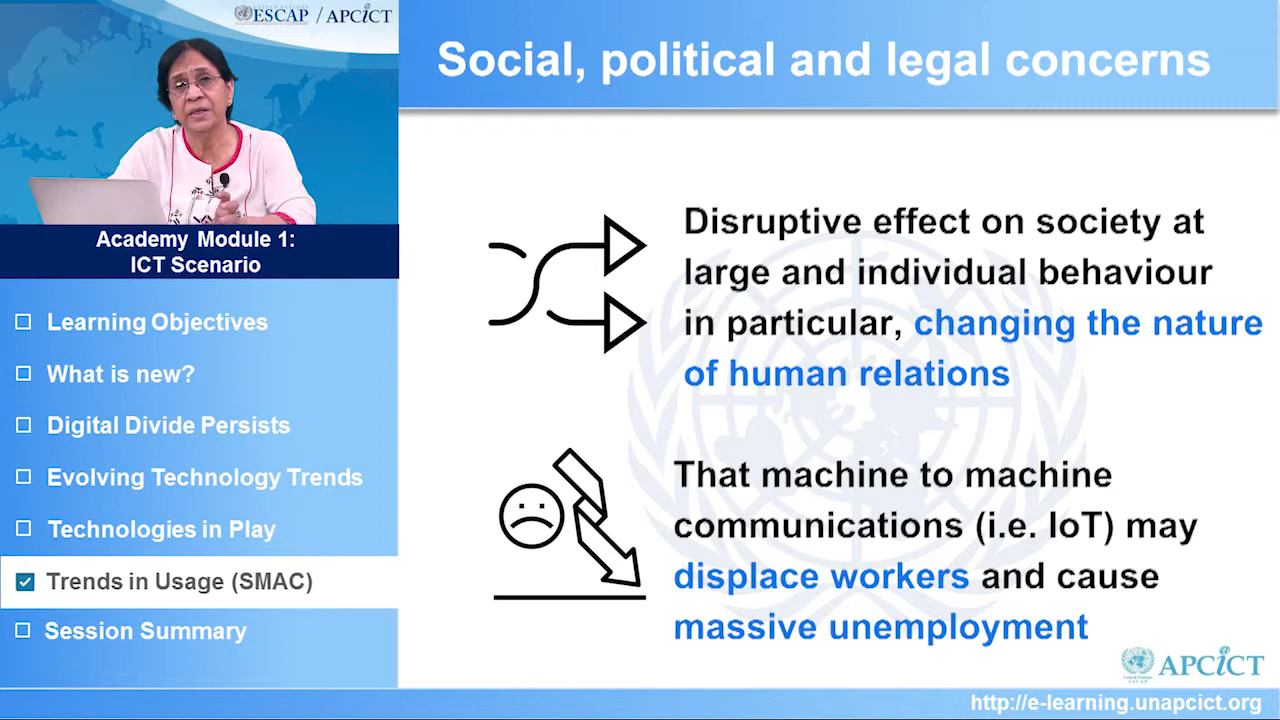 ESCAP / APCICT
Social, political and legal concerns
Academy Module 1:
ICT Scenario
Learning Objectives
What is new?
Digital Divide Persists
Evolving Technology Trends
Technologies in Play
Trends in Usage (SMAC)
Session Summary
Disruptive effect on society at
large and individual behaviour
in particular, changing the nature
of human relations
That machine to machine
communications (i.e. IoT) may
displace workers and cause
massive unemployment
APCICT
United Nations
ESCAP
http://e-learning.unapcict.org